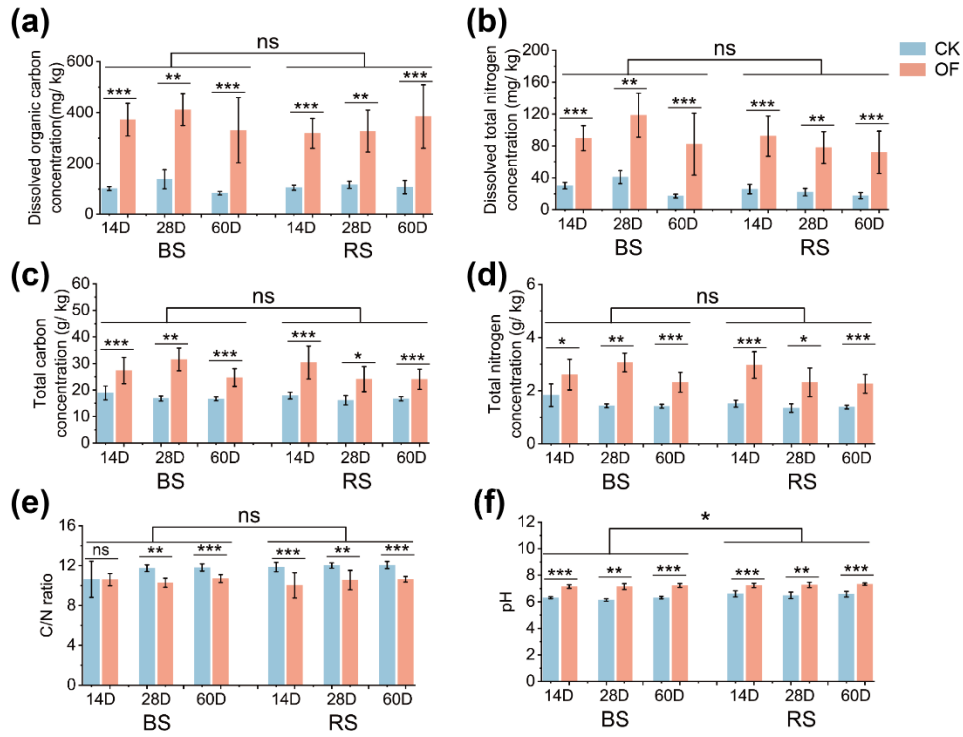 (a)
ns
Dissolved organic carbon
concentration(mg/ kg)
600
400
200
0
*** ** *** *** ** ***
14D 28D 60D 14D 28D 60D
BS RS
(b)
ns
CK
OF
Dissolved total nitrogen
concentration (mg/ kg)
200
160
120
80
40
0
*** ** *** *** ** ***
14D 28D 60D 14D 28D 60D
BS RS
(c)
ns
Total carbon
concentration (g/ kg)
60
50
40
30
20
10
0
*** ** *** *** * ***
14D 28D 60D 14D 28D 60D
BS RS
(d)
ns
Total nitrogen
concentration (g/ kg)
6
4
2
0
* ** *** *** * ***
14D 28D 60D 14D 28D 60D
BS RS
(e)
ns
C/N ratio
16
12
8
4
0
ns ** *** *** ** ***
14D 28D 60D 14D 28D 60D
BS RS
(f)
*
pH
12
10
8
6
4
2
0
*** ** *** *** ** ***
14D 28D 60D 14D 28D 60D
BS RS